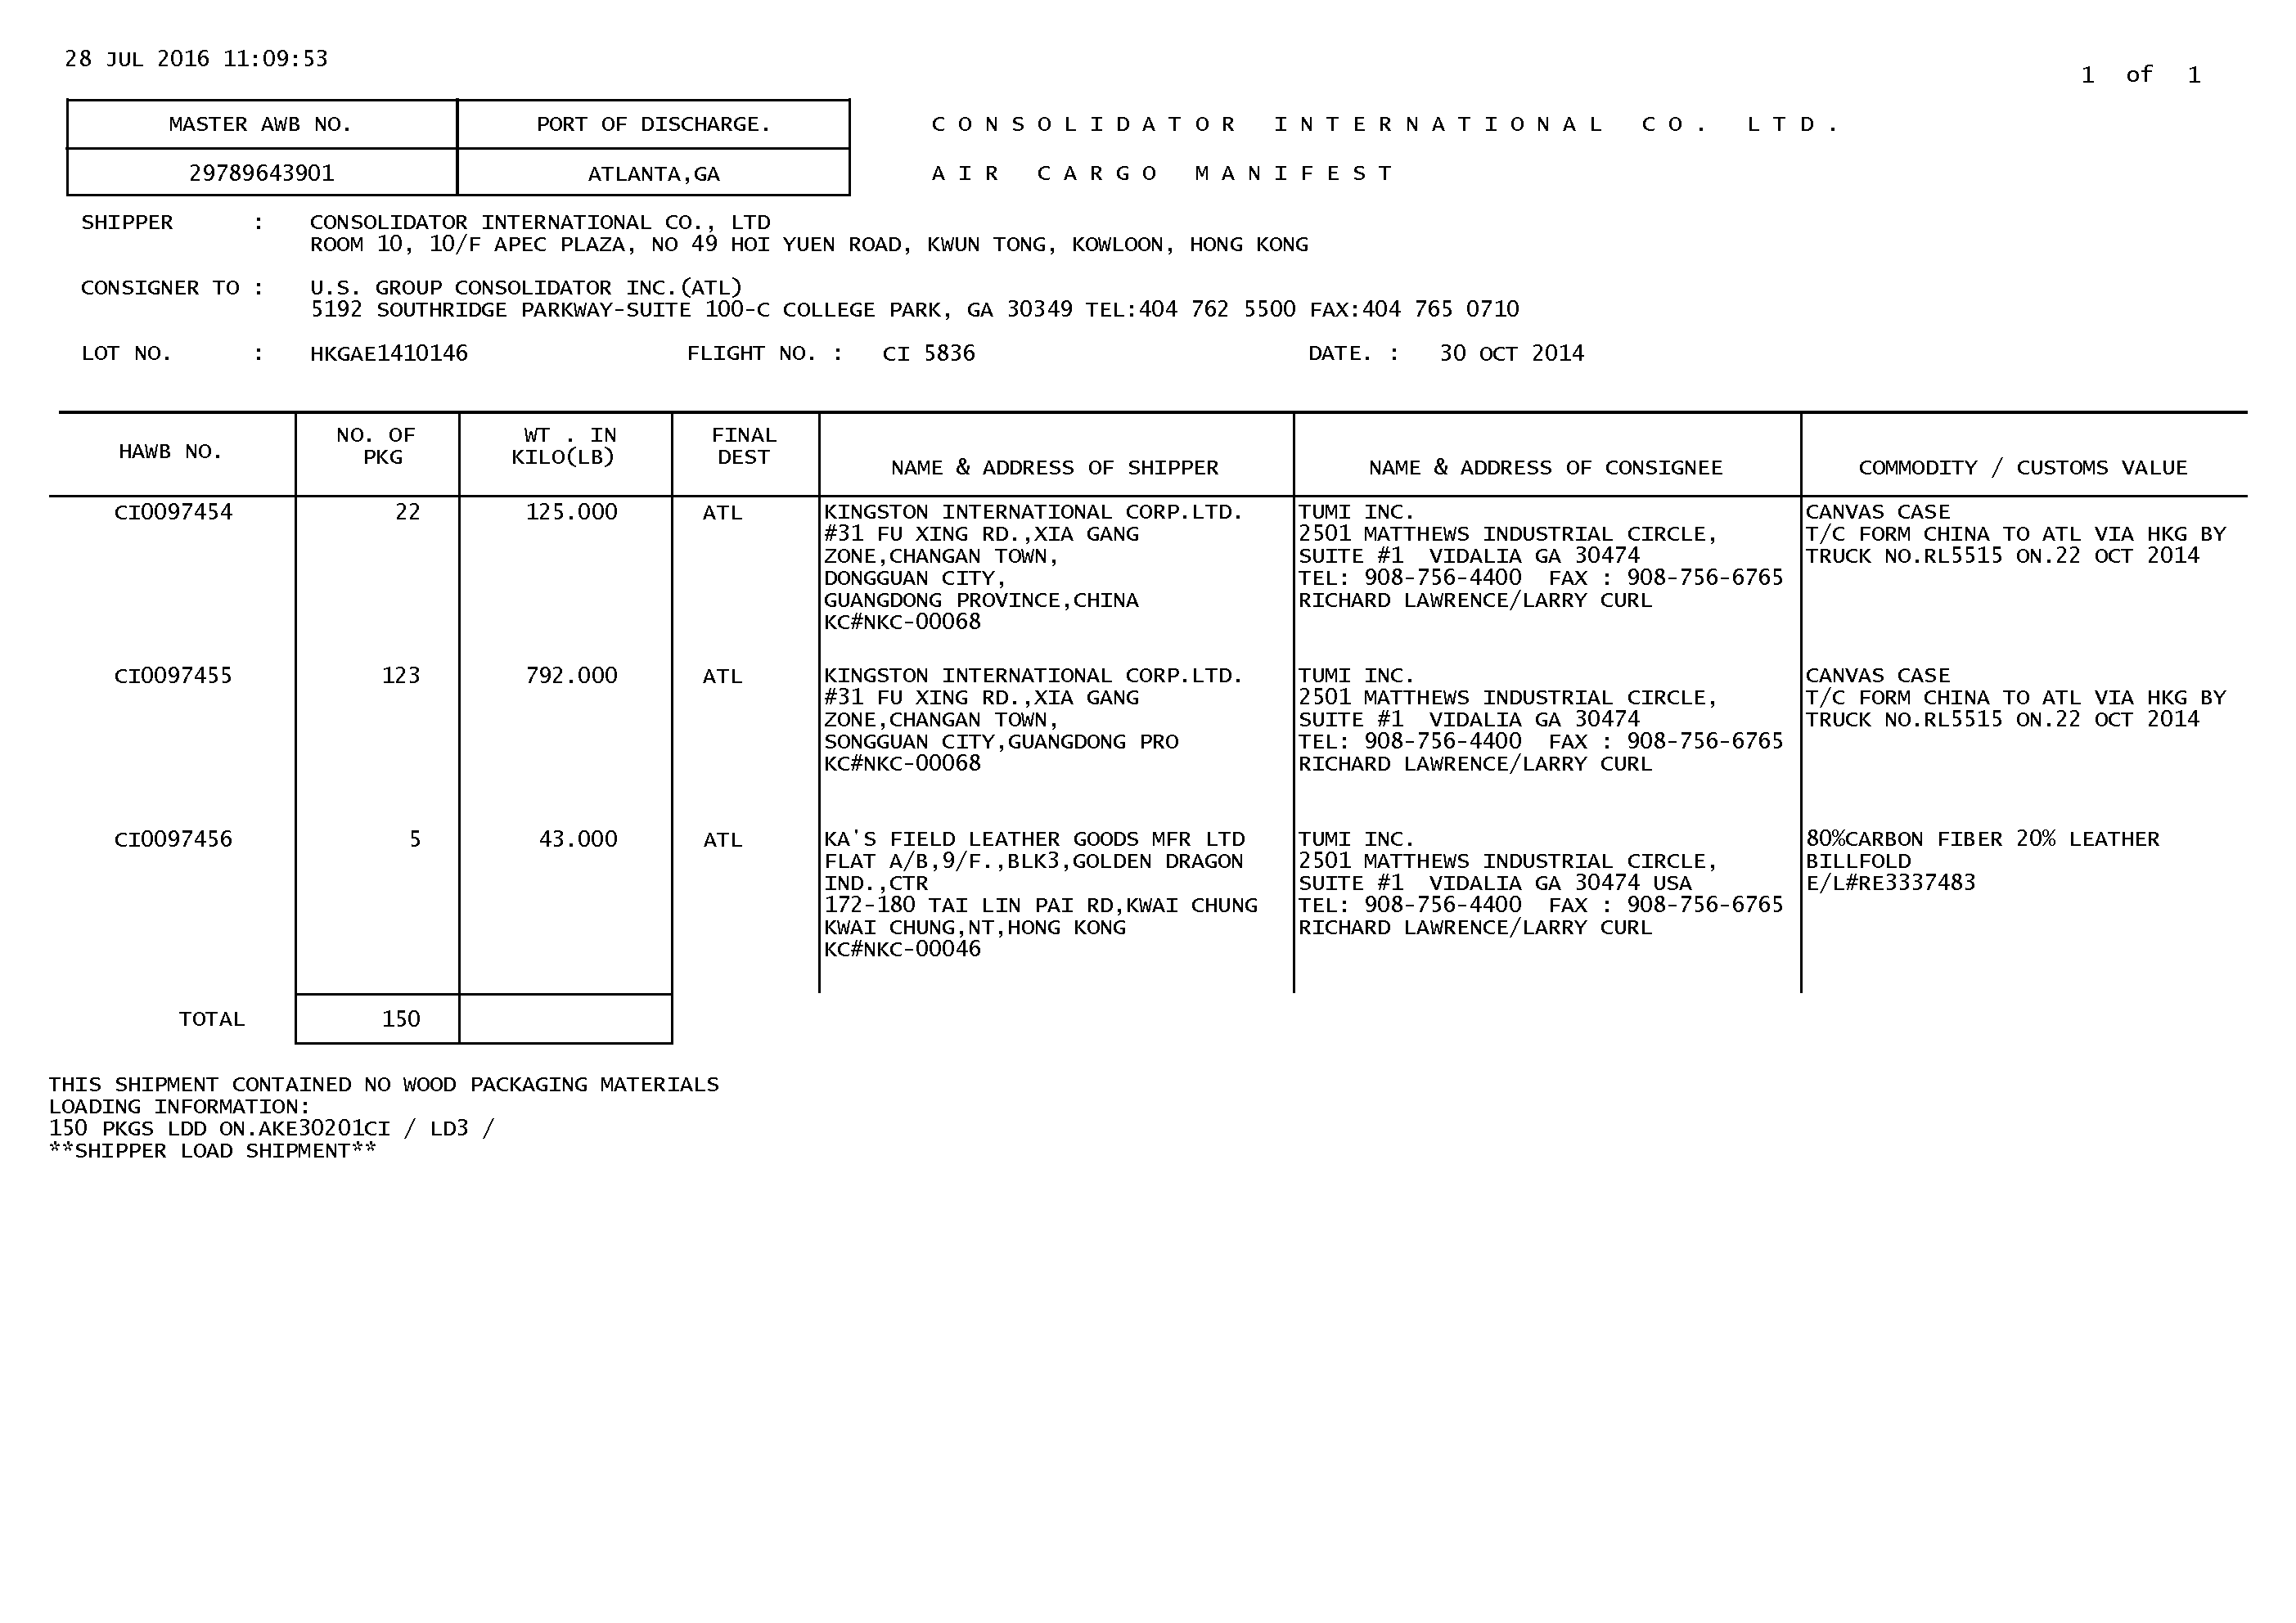 28 JUL 2016 11:09:53
1 of 1
MASTER AWB NO. PORT OF DISCHARGE. CONSOLIDATOR INTERNATIONAL CO. LTD.
29789643901 ATLANTA,GA AIR CARGO MANIFEST
SHIPPER : CONSOLIDATOR INTERNATIONAL CO., LTD
ROOM 10, 10/F APEC PLAZA, NO 49 HOI YUEN ROAD, KWUN TONG, KOWLOON, HONG KONG
CONSIGNER TO : U.S. GROUP CONSOLIDATOR INC.(ATL)
5192 SOUTHRIDGE PARKWAY-SUITE 100-C COLLEGE PARK, GA 30349 TEL:404 762 5500 FAX:404 765 0710
LOT NO. : HKGAE1410146 FLIGHT NO. : CI 5836 DATE. : 30 OCT 2014
HAWB NO. NO. OF PKG WT . IN KILO(LB) FINAL DEST NAME & ADDRESS OF SHIPPER NAME & ADDRESS OF CONSIGNEE COMMODITY / CUSTOMS VALUE
CI0097454 22 125.000 ATL KINGSTON INTERNATIONAL CORP.LTD. TUMI INC. CANVAS CASE
#31 FU XING RD.,XIA GANG 2501 MATTHEWS INDUSTRIAL CIRCLE, T/C FORM CHINA TO ATL VIA HKG BY
ZONE,CHANGAN TOWN, SUITE #1 VIDALIA GA 30474 TRUCK NO.RL5515 ON.22 OCT 2014
DONGGUAN CITY, TEL: 908-756-4400 FAX : 908-756-6765
GUANGDONG PROVINCE,CHINA RICHARD LAWRENCE/LARRY CURL
KC#NKC-00068
CI0097455 123 792.000 ATL KINGSTON INTERNATIONAL CORP.LTD. TUMI INC. CANVAS CASE
#31 FU XING RD.,XIA GANG 2501 MATTHEWS INDUSTRIAL CIRCLE, T/C FORM CHINA TO ATL VIA HKG BY
ZONE,CHANGAN TOWN, SUITE #1 VIDALIA GA 30474 TRUCK NO.RL5515 ON.22 OCT 2014
SONGGUAN CITY,GUANGDONG PRO TEL: 908-756-4400 FAX : 908-756-6765
KC#NKC-00068 RICHARD LAWRENCE/LARRY CURL
CI0097456 5 43.000 ATL KA'S FIELD LEATHER GOODS MFR LTD TUMI INC. 80%CARBON FIBER 20% LEATHER
FLAT A/B,9/F.,BLK3,GOLDEN DRAGON 2501 MATTHEWS INDUSTRIAL CIRCLE, BILLFOLD
IND.,CTR SUITE #1 VIDALIA GA 30474 USA E/L#RE3337483
172-180 TAI LIN PAI RD,KWAI CHUNG TEL: 908-756-4400 FAX : 908-756-6765
KWAI CHUNG,NT,HONG KONG RICHARD LAWRENCE/LARRY CURL
KC#NKC-00046
TOTAL 150
THIS SHIPMENT CONTAINED NO WOOD PACKAGING MATERIALS
LOADING INFORMATION:
150 PKGS LDD ON.AKE30201CI / LD3 /
**SHIPPER LOAD SHIPMENT**